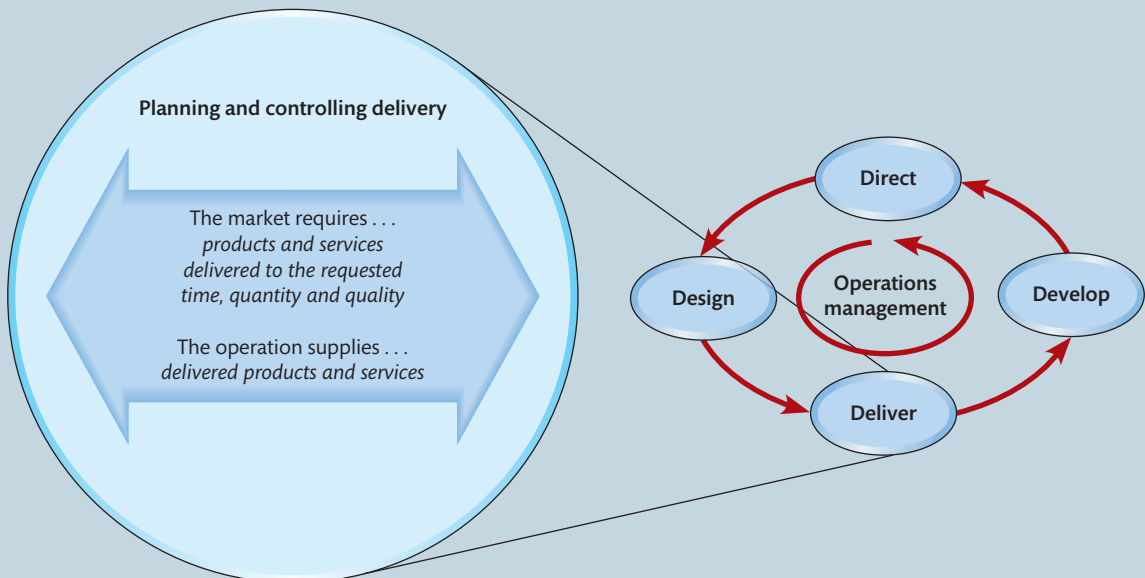 Planning and controlling delivery
The market requires . . .
products and services
delivered to the requested
time, quantity and quality
The operation supplies . . .
delivered products and services
Direct
Design
Operations
management
Develop
Deliver